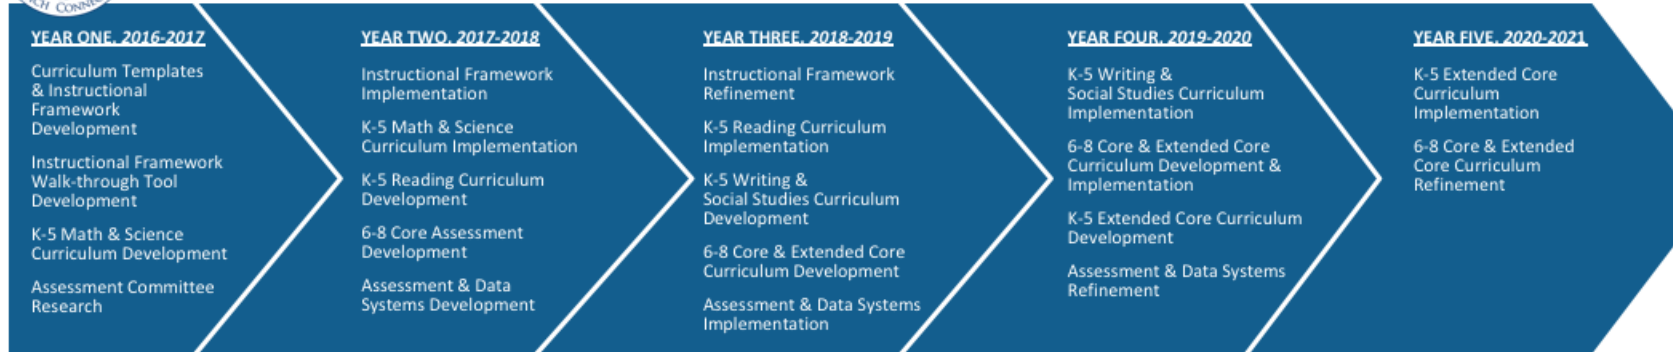 CH CONNE
YEAR ONE, 2016-2017
Curriculum Templates
& Instructional
Framework
Development
Instructional Framework
Walk-through Tool
Development
K-5 Math & Science
Curriculum Development
Assessment Committee
Research
YEAR TWO, 2017-2018
Instructional Framework
Implementation
K-5 Math & Science
Curriculum Implementation
K-5 Reading Curriculum
Development
6-8 Core Assessment
Development
Assessment & Data
Systems Development
YEAR THREE, 2018-2019
Instructional Framework
Refinement
K-5 Reading Curriculum
Implementation
K-5 Writing &
Social Studies Curriculum
Development
6-8 Core & Extended Core
Curriculum Development
Assessment & Data Systems
Implementation
YEAR FOUR, 2019-2020
K-5 Writing &
Social Studies Curriculum
Implementation
6-8 Core & Extended Core
Curriculum Development &
Implementation
K-5 Extended Core Curriculum
Development
Assessment & Data Systems
Refinement
YEAR FIVE, 2020-2021
K-5 Extended Core
Curriculum
Implementation
6-8 Core & Extended
Core Curriculum
Refinement